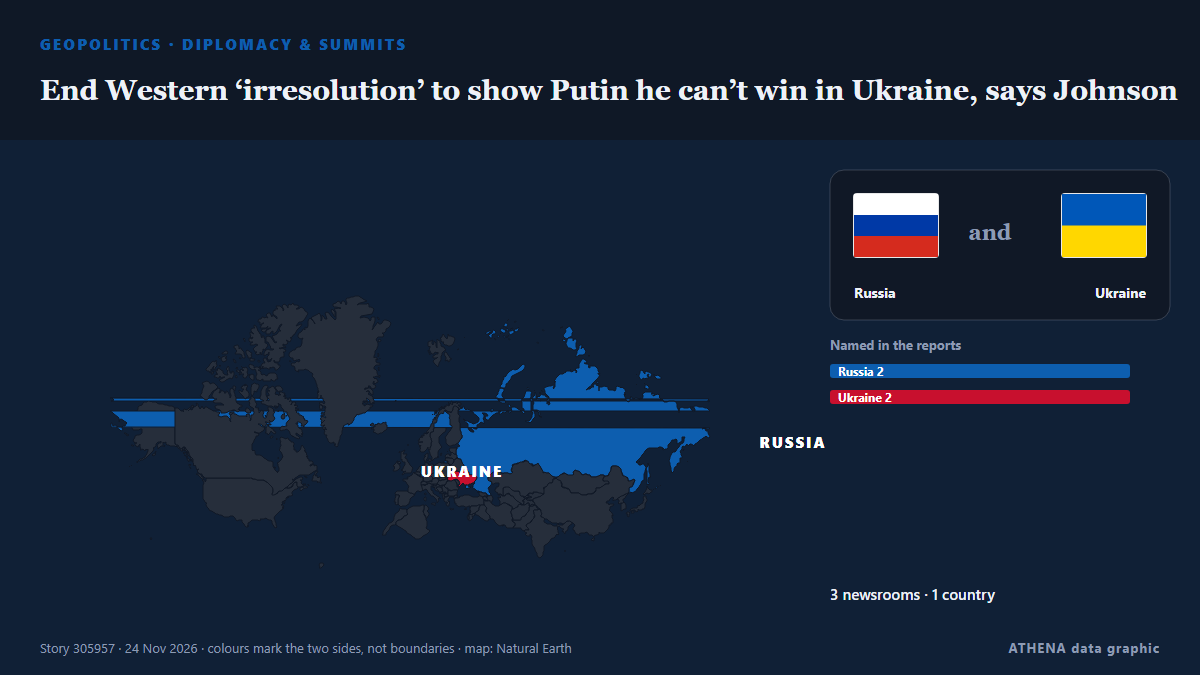 GEOPOLITICS · DIPLOMACY & SUMMITS
End Western ‘irresolution’ to show Putin he can’t win in Ukraine, says Johnson
and
Russia
Ukraine
Named in the reports
Russia 2
Ukraine 2
RUSSIA
UKRAINE
3 newsrooms · 1 country
Story 305957 · 24 Nov 2026 · colours mark the two sides, not boundaries · map: Natural Earth
ATHENA data graphic